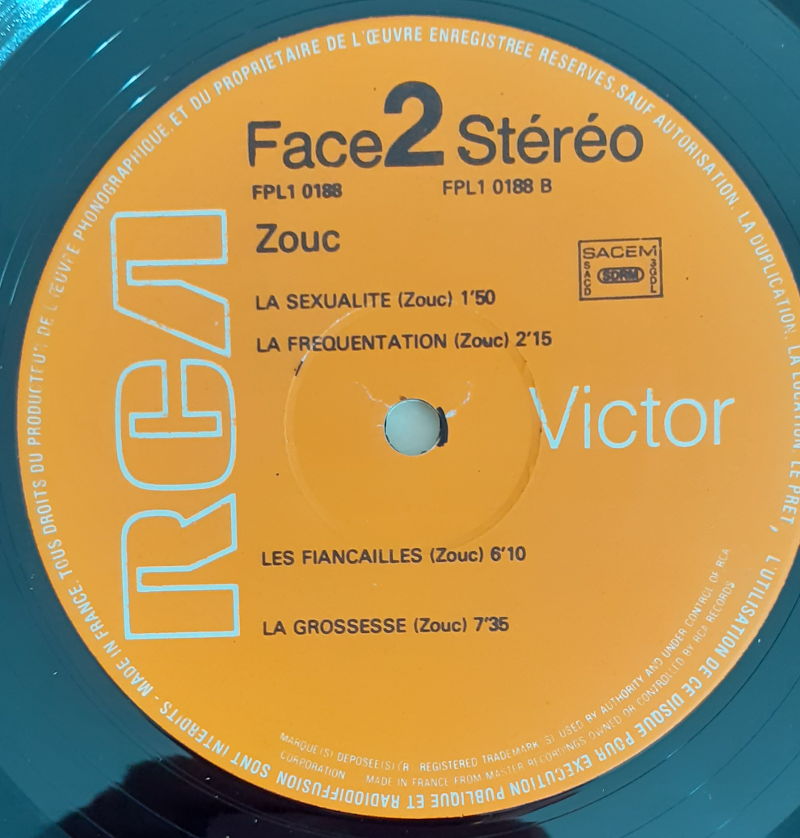 Face 2 Stéréo
FPL1 0188 FPL1 0188 B
Zouc
SACEM
SACD SDRM BGDL
LA SEXUALITE (Zouc) 1'50
LA FREQUENTATION (Zouc) 2'15
RCA
Victor
LES FIANCAILLES (Zouc) 6'10
LA GROSSESSE (Zouc) 7'35
MARQUE(S) DEPOSEE(S) (R) REGISTERED TRADEMARK (S) USED BY AUTHORITY AND UNDER CONTROL OF RCA
CORPORATION MADE IN FRANCE FROM MASTER RECORDINGS OWNED OR CONTROLLED BY RCA RECORDS
MADE IN FRANCE. TOUS DROITS DU PRODUCTEUR DE L'ŒUVRE PHONOGRAPHIQUE. ET DU PROPRIETAIRE DE L'ŒUVRE ENREGISTREE RESERVES. SAUF AUTORISATION. LA DUPLICATION. LA LOCATION. LE PRET, L'UTILISATION DE CE DISQUE POUR EXECUTION PUBLIQUE ET RADIODIFFUSION SONT INTERDITS -